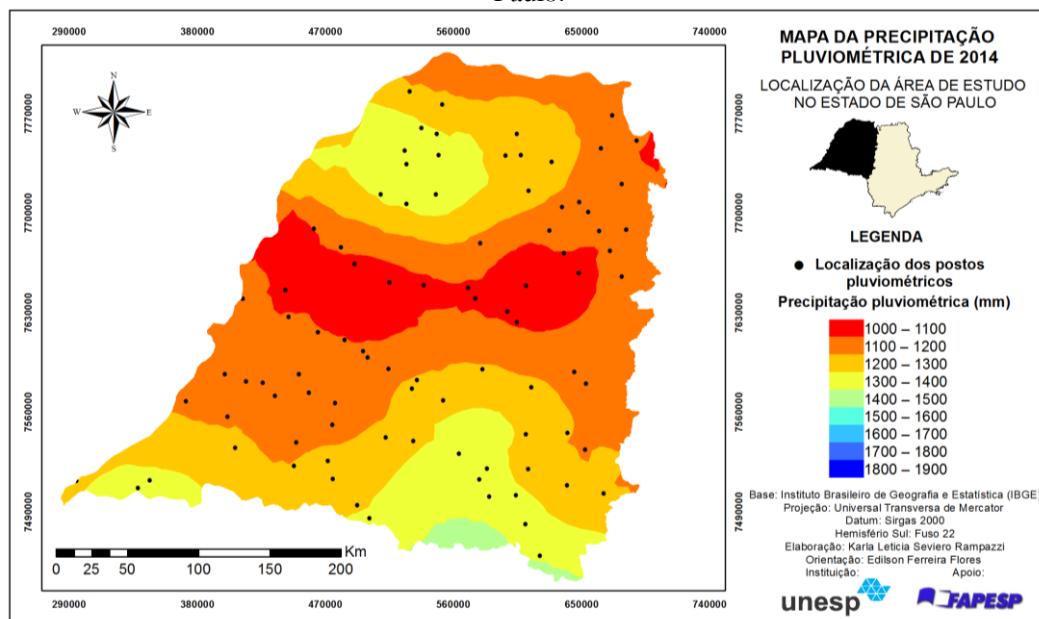 Paulo.
290000 380000 470000 560000 650000 740000
7770000
7700000
7630000
7560000
7490000
N
W E
S
7770000
7700000
7630000
7560000
7490000
Km
0 25 50 100 150 200
290000 380000 470000 560000 650000 740000
MAPA DA PRECIPITAÇÃO
PLUVIOMÉTRICA DE 2014
LOCALIZAÇÃO DA ÁREA DE ESTUDO
NO ESTADO DE SÃO PAULO
LEGENDA
Localização dos postos
pluviométricos
Precipitação pluviométrica (mm)
1000 – 1100
1100 – 1200
1200 – 1300
1300 – 1400
1400 – 1500
1500 – 1600
1600 – 1700
1700 – 1800
1800 – 1900
Base: Instituto Brasileiro de Geografia e Estatística (IBGE)
Projeção: Universal Transversa de Mercator
Datum: Sirgas 2000
Hemisfério Sul: Fuso 22
Elaboração: Karla Leticia Seviero Rampazzi
Orientação: Edilson Ferreira Flores
Instituição: Apoio:
unesp FAPESP